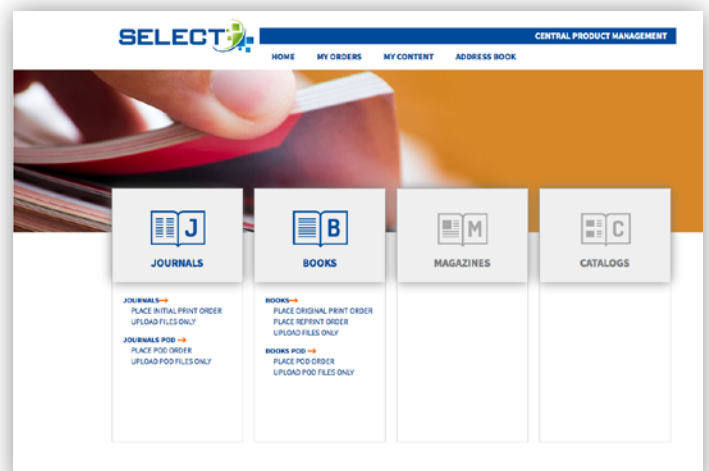 SELECT
CENTRAL PRODUCT MANAGEMENT
HOME MY ORDERS MY CONTENT ADDRESS BOOK
J
JOURNALS
B
BOOKS
M
MAGAZINES
C
CATALOGS
JOURNALS→
PLACE INITIAL PRINT ORDER
UPLOAD FILES ONLY
JOURNALS POD →
PLACE POD ORDER
UPLOAD POD FILES ONLY
BOOKS→
PLACE ORIGINAL PRINT ORDER
PLACE REPRINT ORDER
UPLOAD FILES ONLY
BOOKS POD →
PLACE POD ORDER
UPLOAD POD FILES ONLY